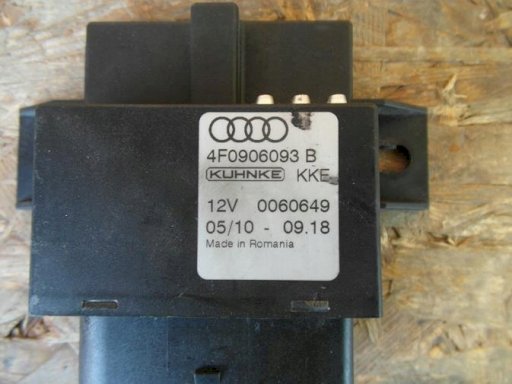 4F0906093 B
KUHNKE KKE
12V 0060649
05/10 - 09.18
Made in Romania